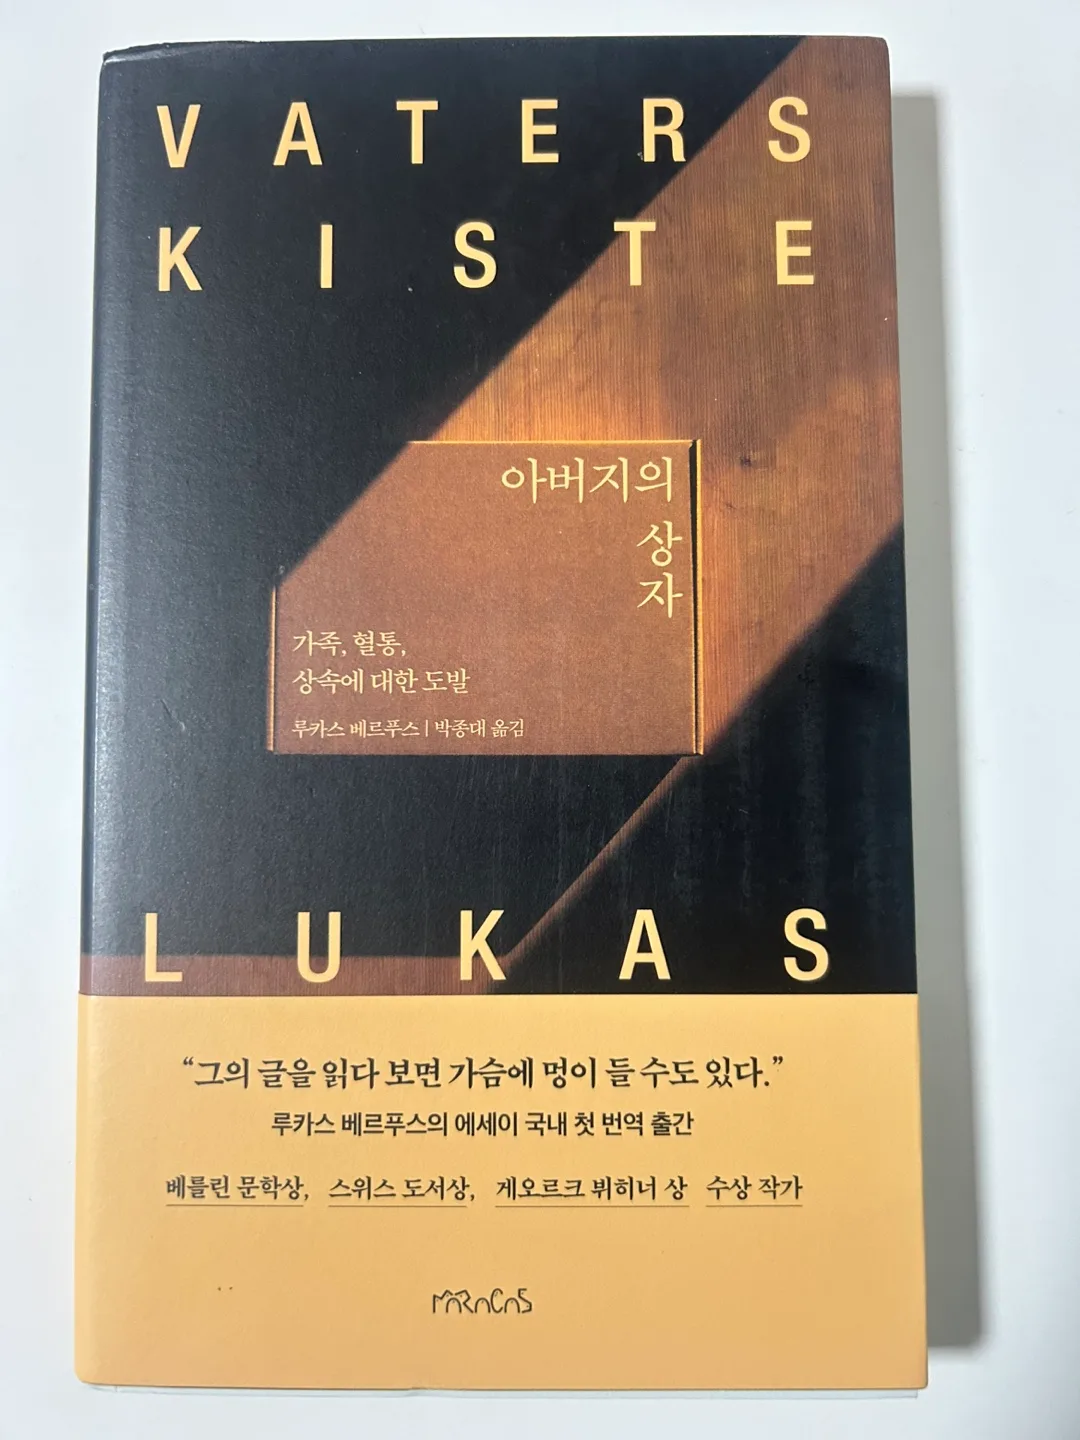 VATERS
KISTE
아버지의
상
자
가족, 혈통,
상속에 대한 도발
루카스 베르푸스 | 박종대 옮김
LUKAS
“그의 글을 읽다 보면 가슴에 멍이 들 수도 있다.”
루카스 베르푸스의 에세이 국내 첫 번역 출간
베를린 문학상, 스위스 도서상, 게오르크 뷔히너 상 수상 작가
MARACAS